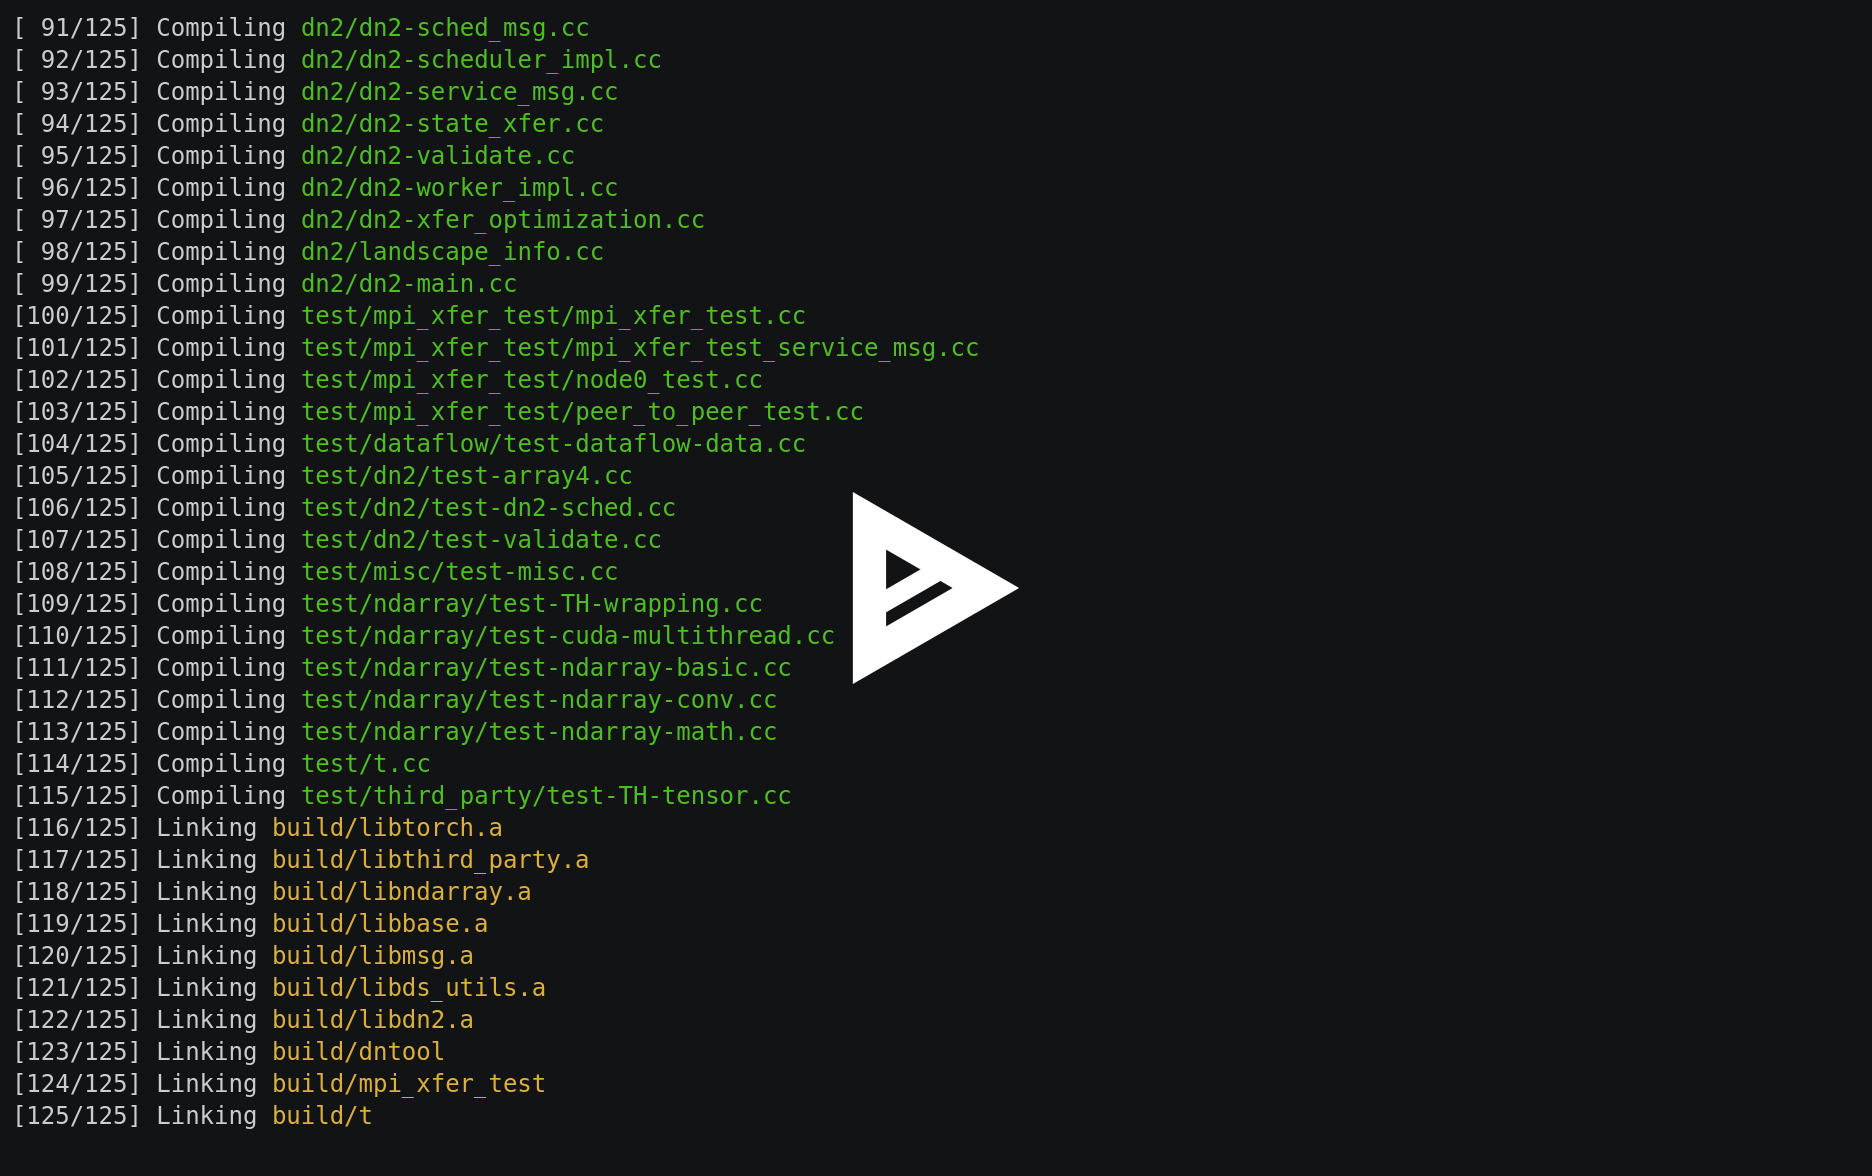 [ 91/125] Compiling dn2/dn2-sched_msg.cc
[ 92/125] Compiling dn2/dn2-scheduler_impl.cc
[ 93/125] Compiling dn2/dn2-service_msg.cc
[ 94/125] Compiling dn2/dn2-state_xfer.cc
[ 95/125] Compiling dn2/dn2-validate.cc
[ 96/125] Compiling dn2/dn2-worker_impl.cc
[ 97/125] Compiling dn2/dn2-xfer_optimization.cc
[ 98/125] Compiling dn2/landscape_info.cc
[ 99/125] Compiling dn2/dn2-main.cc
[100/125] Compiling test/mpi_xfer_test/mpi_xfer_test.cc
[101/125] Compiling test/mpi_xfer_test/mpi_xfer_test_service_msg.cc
[102/125] Compiling test/mpi_xfer_test/node0_test.cc
[103/125] Compiling test/mpi_xfer_test/peer_to_peer_test.cc
[104/125] Compiling test/dataflow/test-dataflow-data.cc
[105/125] Compiling test/dn2/test-array4.cc
[106/125] Compiling test/dn2/test-dn2-sched.cc
[107/125] Compiling test/dn2/test-validate.cc
[108/125] Compiling test/misc/test-misc.cc
[109/125] Compiling test/ndarray/test-TH-wrapping.cc
[110/125] Compiling test/ndarray/test-cuda-multithread.cc
[111/125] Compiling test/ndarray/test-ndarray-basic.cc
[112/125] Compiling test/ndarray/test-ndarray-conv.cc
[113/125] Compiling test/ndarray/test-ndarray-math.cc
[114/125] Compiling test/t.cc
[115/125] Compiling test/third_party/test-TH-tensor.cc
[116/125] Linking build/libtorch.a
[117/125] Linking build/libthird_party.a
[118/125] Linking build/libndarray.a
[119/125] Linking build/libbase.a
[120/125] Linking build/libmsg.a
[121/125] Linking build/libds_utils.a
[122/125] Linking build/libdn2.a
[123/125] Linking build/dntool
[124/125] Linking build/mpi_xfer_test
[125/125] Linking build/t